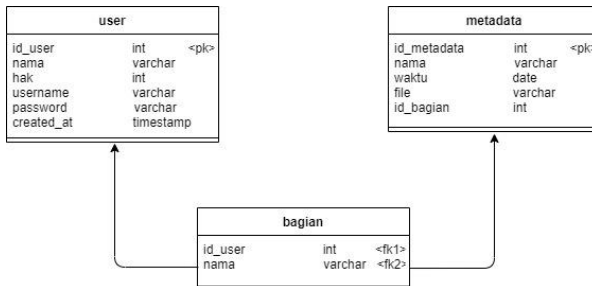 user
id_user int <pk>
nama varchar
hak int
username varchar
password varchar
created_at timestamp
metadata
id_metadata int <pk>
nama varchar
waktu date
file varchar
id_bagian int
bagian
id_user int <fk1>
nama varchar <fk2>